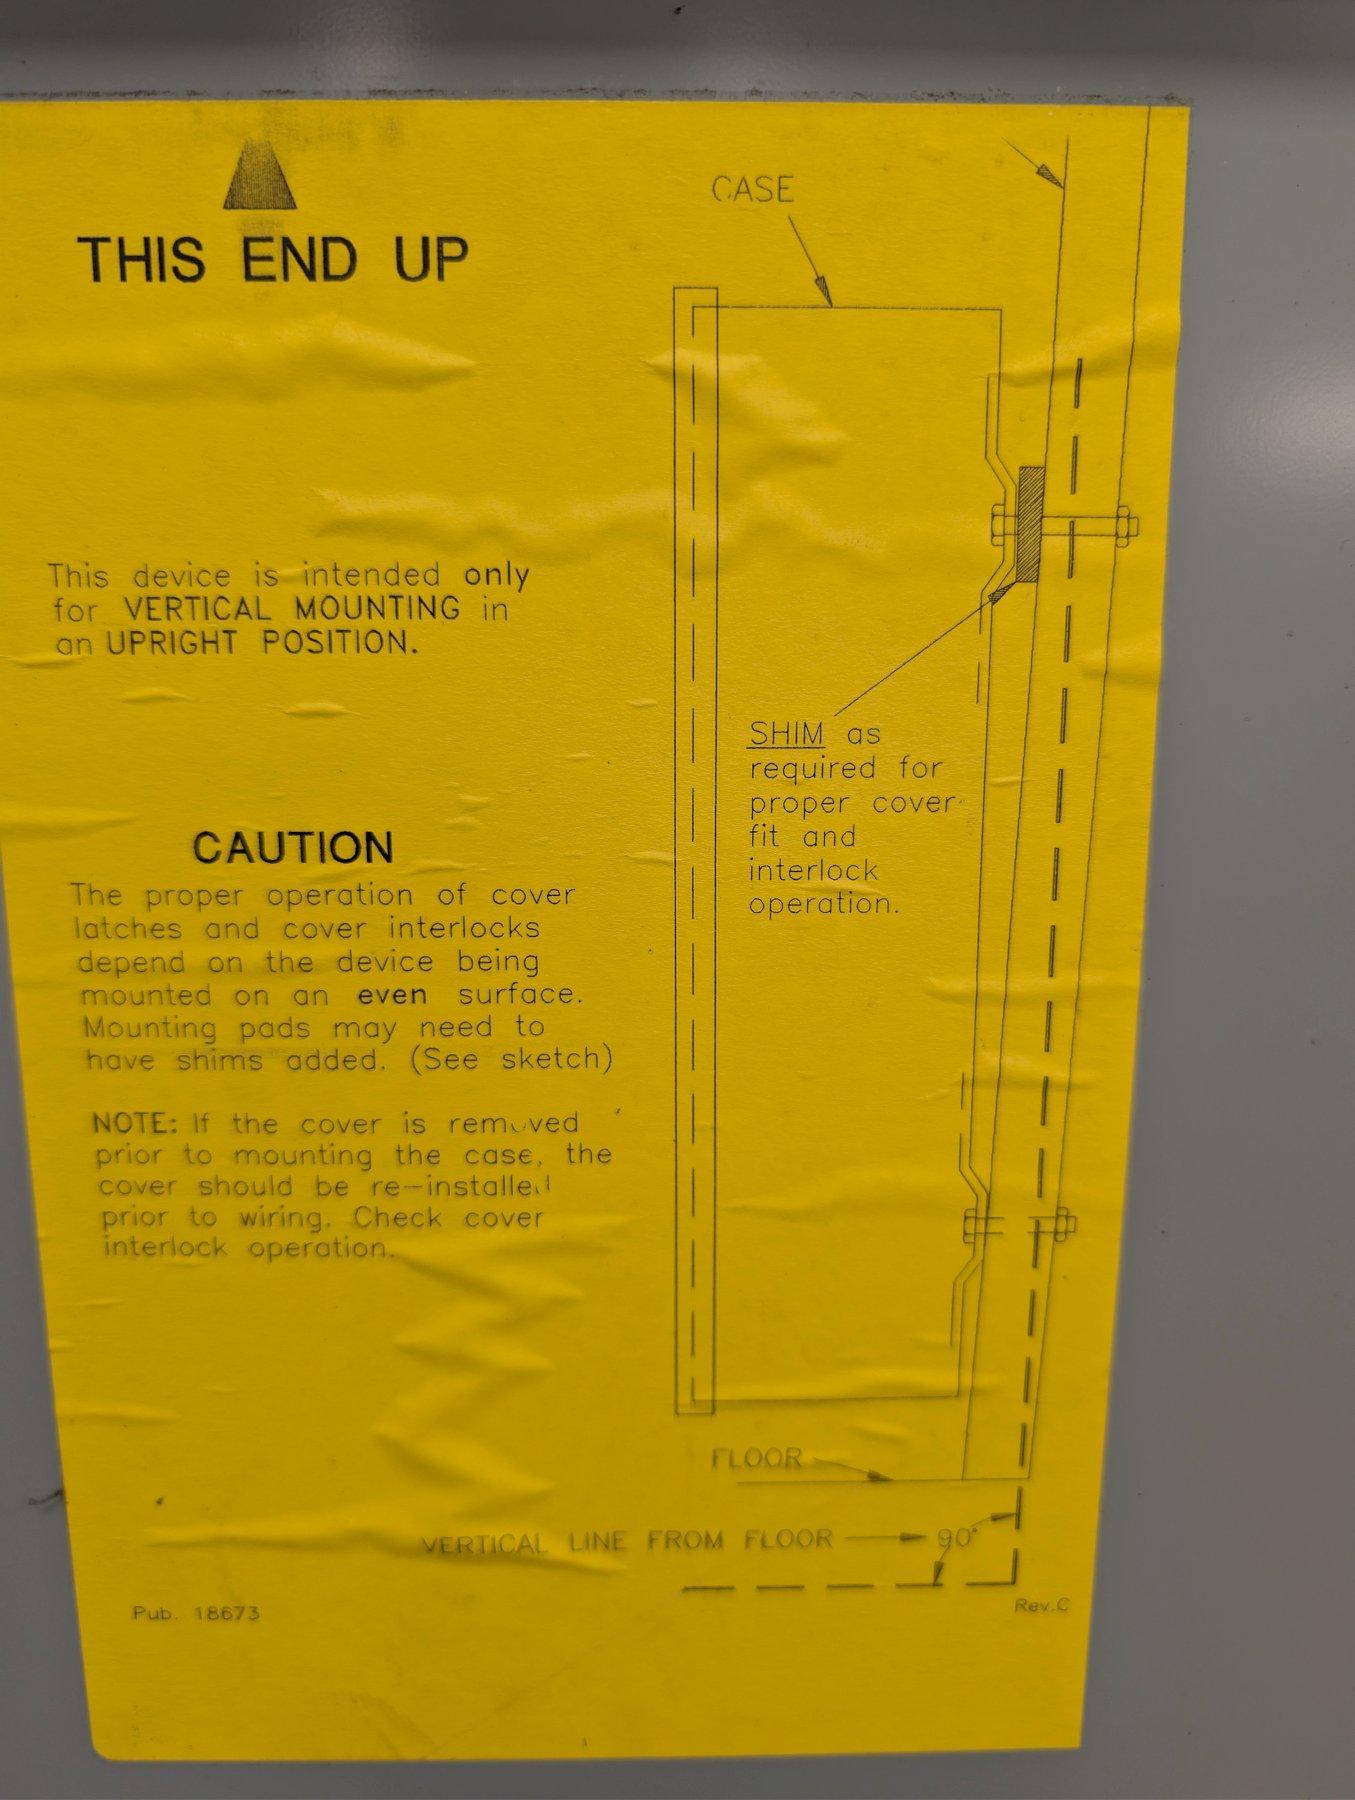 THIS END UP
This device is intended only
for VERTICAL MOUNTING in
an UPRIGHT POSITION.
CAUTION
The proper operation of cover
latches and cover interlocks
depend on the device being
mounted on an even surface.
Mounting pads may need to
have shims added. (See sketch)
NOTE: If the cover is removed
prior to mounting the case, the
cover should be re-installed
prior to wiring. Check cover
interlock operation.
CASE
SHIM as
required for
proper cover
fit and
interlock
operation.
FLOOR
VERTICAL LINE FROM FLOOR 90°
Pub. 18673
Rev.C